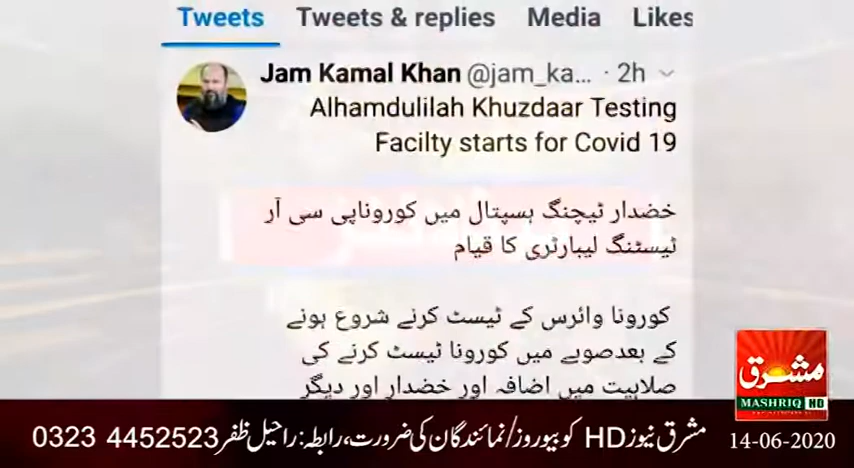 Tweets Tweets & replies Media Likes
Jam Kamal Khan @jam_ka... · 2h
Alhamdulilah Khuzdaar Testing
Facilty starts for Covid 19
خضدار ٹیچنگ ہسپتال میں کوروناپی سی آر
ٹیسٹنگ لیبارٹری کا قیام
کورونا وائرس کے ٹیسٹ کرنے شروع ہونے
کے بعدصوبے میں کورونا ٹیسٹ کرنے کی
صلاہیت میں اضافہ اور خضدار اور دیگر
مشرق
MASHRIQ HD
مشرق نیوز HD کو بیوروز/نمائندگان کی ضرورت، رابطہ: راحیل ظفر 0323 4452523
14-06-2020